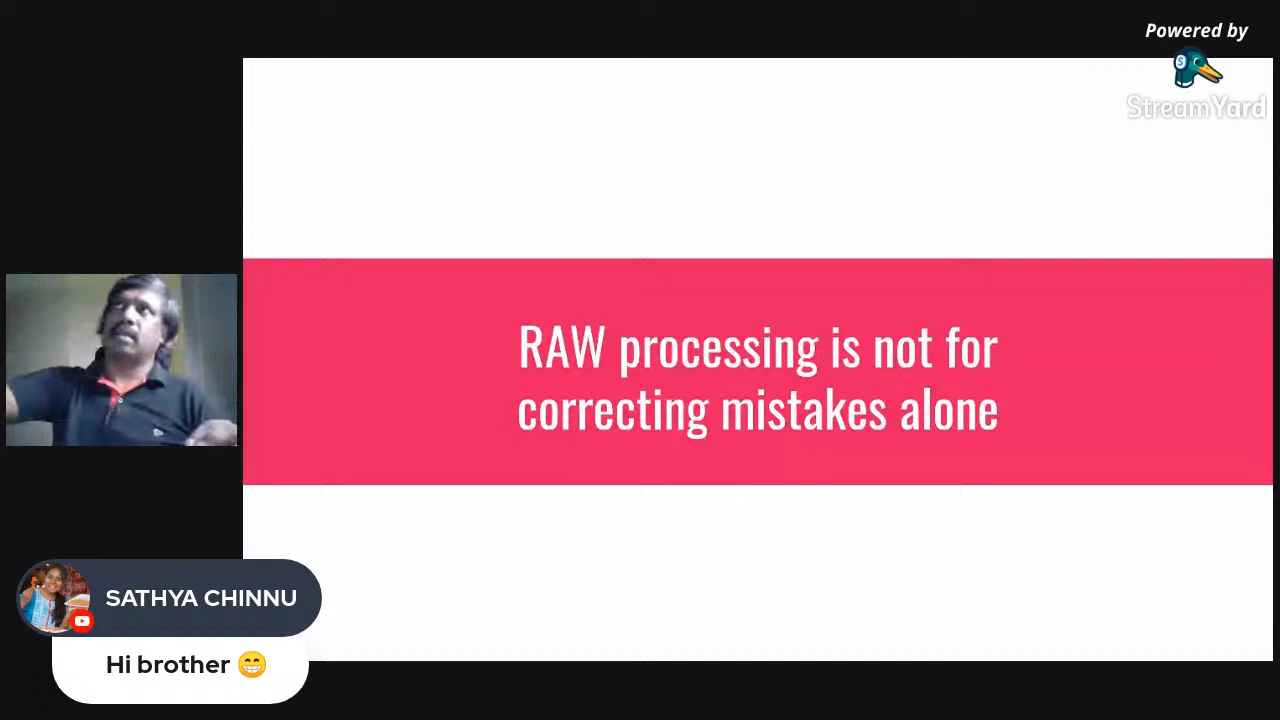 Powered by
StreamYard
RAW processing is not for
correcting mistakes alone
SATHYA CHINNU
Hi brother 😁